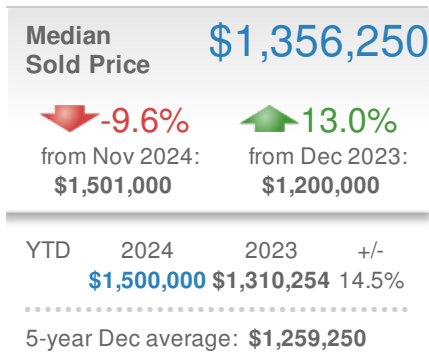 Median $1,356,250
Sold Price
-9.6% 13.0%
from Nov 2024: from Dec 2023:
$1,501,000 $1,200,000
YTD 2024 2023 +/-
$1,500,000 $1,310,254 14.5%
5-year Dec average: $1,259,250